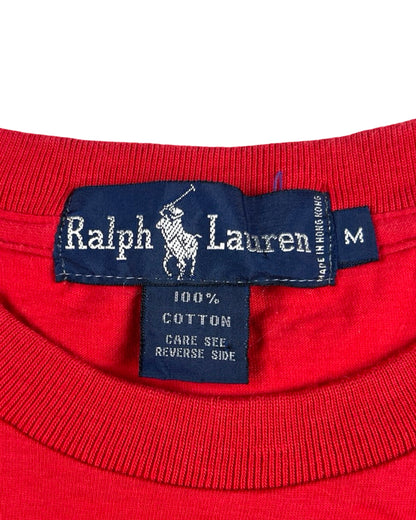 Ralph Lauren
MADE IN HONG KONG
M
100%
COTTON
CARE SEE
REVERSE SIDE